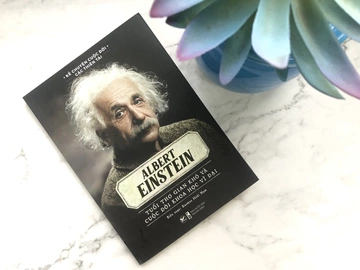 • KỂ CHUYỆN CUỘC ĐỜI
CÁC THIÊN TÀI •
ALBERT
EINSTEIN
TUỔI THƠ GIAN KHÓ VÀ
CUỘC ĐỜI KHOA HỌC VĨ ĐẠI